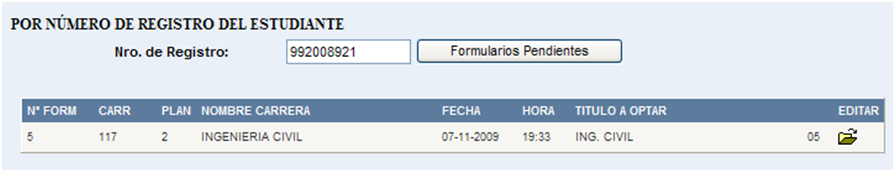 POR NÚMERO DE REGISTRO DEL ESTUDIANTE
Nro. de Registro: 992008921 Formularios Pendientes
N° FORM CARR PLAN NOMBRE CARRERA FECHA HORA TITULO A OPTAR EDITAR
5 117 2 INGENIERIA CIVIL 07-11-2009 19:33 ING. CIVIL 05